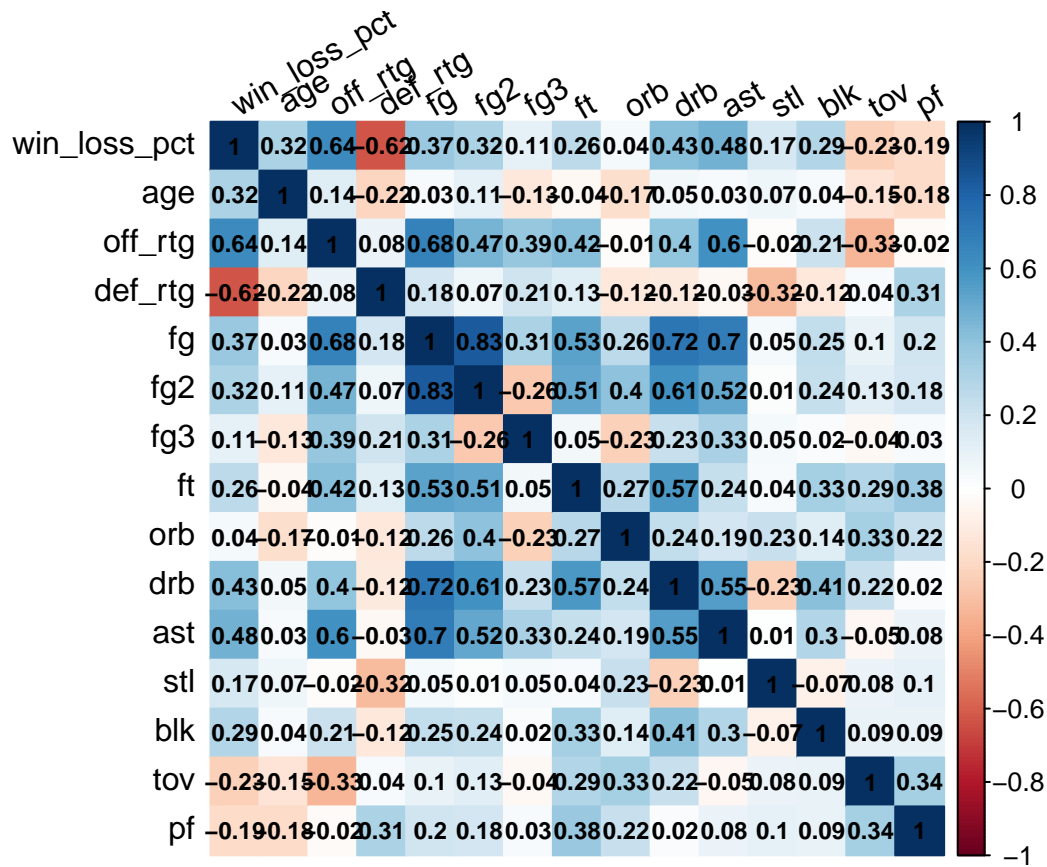 win_loss_pct age off_rtg def_rtg fg fg2 fg3 ft orb drb ast stl blk tov pf
win_loss_pct 1 0.32 0.64 −0.62 0.37 0.32 0.11 0.26 0.04 0.43 0.48 0.17 0.29 −0.23 −0.19
age 0.32 1 0.14 −0.22 0.03 0.11 −0.13 −0.04 −0.17 0.05 0.03 0.07 0.04 −0.15 −0.18
off_rtg 0.64 0.14 1 0.08 0.68 0.47 0.39 0.42 −0.01 0.4 0.6 −0.02 0.21 −0.33 −0.02
def_rtg −0.62 −0.22 0.08 1 0.18 0.07 0.21 0.13 −0.12 −0.12 −0.03 −0.32 −0.12 0.04 0.31
fg 0.37 0.03 0.68 0.18 1 0.83 0.31 0.53 0.26 0.72 0.7 0.05 0.25 0.1 0.2
fg2 0.32 0.11 0.47 0.07 0.83 1 −0.26 0.51 0.4 0.61 0.52 0.01 0.24 0.13 0.18
fg3 0.11 −0.13 0.39 0.21 0.31 −0.26 1 0.05 −0.23 0.23 0.33 0.05 0.02 −0.04 0.03
ft 0.26 −0.04 0.42 0.13 0.53 0.51 0.05 1 0.27 0.57 0.24 0.04 0.33 0.29 0.38
orb 0.04 −0.17 −0.01 −0.12 0.26 0.4 −0.23 0.27 1 0.24 0.19 0.23 0.14 0.33 0.22
drb 0.43 0.05 0.4 −0.12 0.72 0.61 0.23 0.57 0.24 1 0.55 −0.23 0.41 0.22 0.02
ast 0.48 0.03 0.6 −0.03 0.7 0.52 0.33 0.24 0.19 0.55 1 0.01 0.3 −0.05 0.08
stl 0.17 0.07 −0.02 −0.32 0.05 0.01 0.05 0.04 0.23 −0.23 0.01 1 −0.07 0.08 0.1
blk 0.29 0.04 0.21 −0.12 0.25 0.24 0.02 0.33 0.14 0.41 0.3 −0.07 1 0.09 0.09
tov −0.23 −0.15 −0.33 0.04 0.1 0.13 −0.04 0.29 0.33 0.22 −0.05 0.08 0.09 1 0.34
pf −0.19 −0.18 −0.02 0.31 0.2 0.18 0.03 0.38 0.22 0.02 0.08 0.1 0.09 0.34 1
1
0.8
0.6
0.4
0.2
0
−0.2
−0.4
−0.6
−0.8
−1